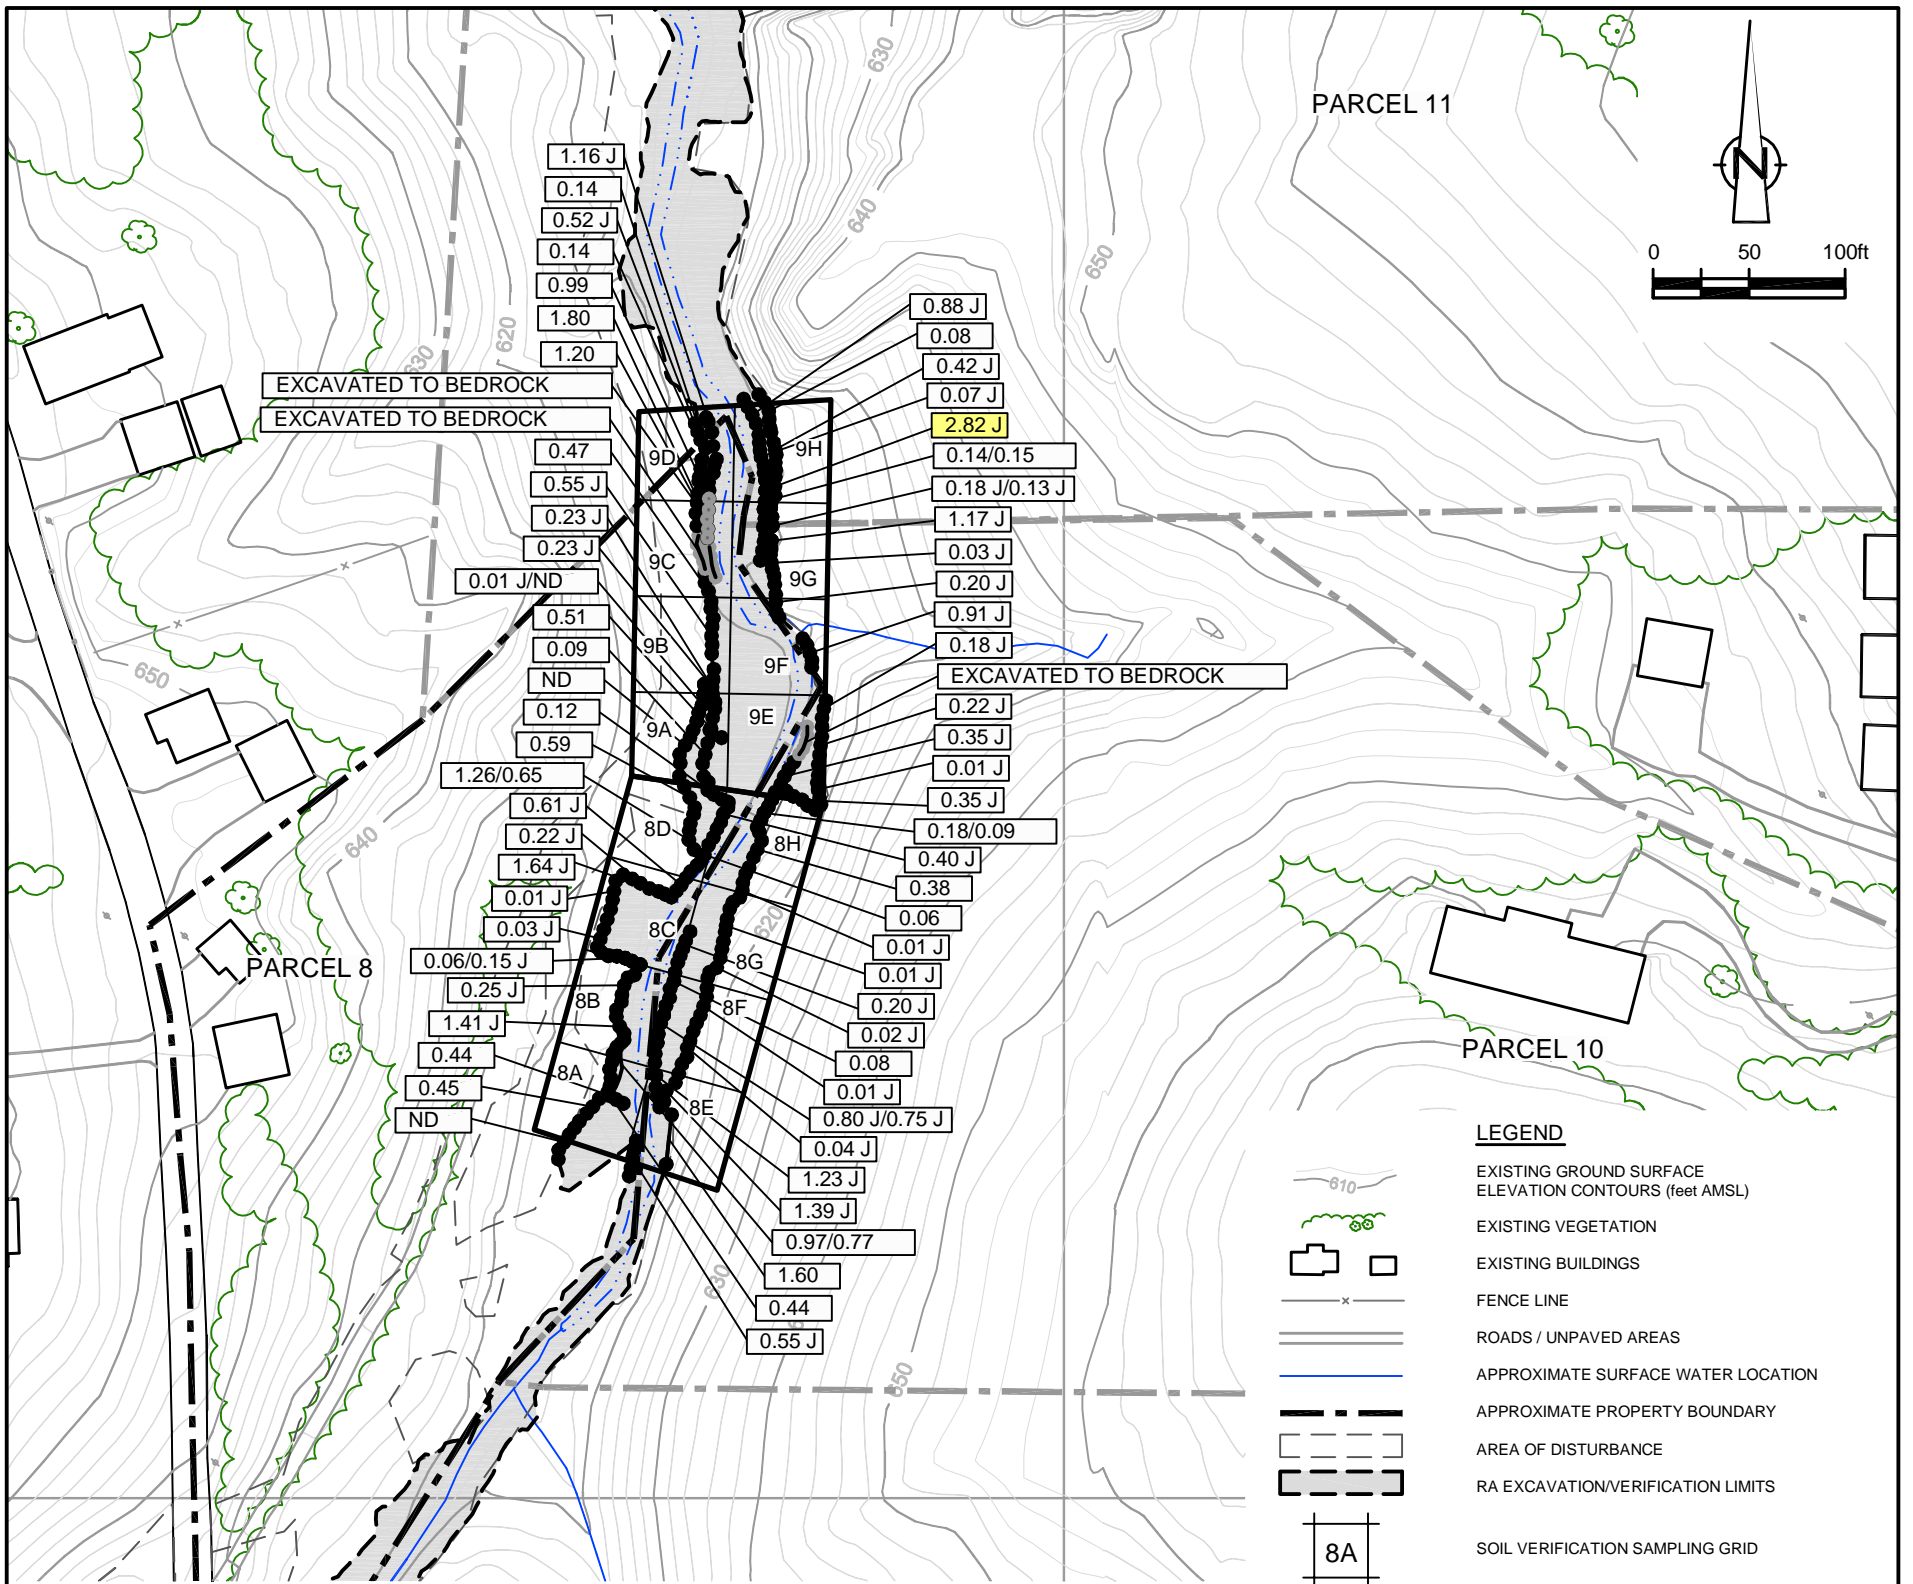 PARCEL 11
N
0 50 100ft
630
640
650
620
630
1.16 J
0.14
0.52 J
0.14
0.99
1.80
1.20
EXCAVATED TO BEDROCK
EXCAVATED TO BEDROCK
0.47
0.55 J
0.23 J
0.23 J
0.01 J/ND
0.51
0.09
ND
0.12
0.59
1.26/0.65
0.61 J
0.22 J
1.64 J
0.01 J
0.03 J
0.06/0.15 J
0.25 J
1.41 J
0.44
0.45
ND
0.88 J
0.08
0.42 J
0.07 J
2.82 J
0.14/0.15
0.18 J/0.13 J
1.17 J
0.03 J
0.20 J
0.91 J
0.18 J
EXCAVATED TO BEDROCK
0.22 J
0.35 J
0.01 J
0.35 J
0.18/0.09
0.40 J
0.38
0.06
0.01 J
0.01 J
0.20 J
0.02 J
0.08
0.01 J
0.80 J/0.75 J
0.04 J
1.23 J
1.39 J
0.97/0.77
1.60
0.44
0.55 J
9D
9H
9C
9G
9B
9F
9A
9E
8D
8H
8C
8G
8B
8F
8A
8E
650
640
620
630
650
PARCEL 8
PARCEL 10
LEGEND
610
EXISTING GROUND SURFACE
ELEVATION CONTOURS (feet AMSL)
EXISTING VEGETATION
EXISTING BUILDINGS
FENCE LINE
ROADS / UNPAVED AREAS
APPROXIMATE SURFACE WATER LOCATION
APPROXIMATE PROPERTY BOUNDARY
AREA OF DISTURBANCE
RA EXCAVATION/VERIFICATION LIMITS
8A
SOIL VERIFICATION SAMPLING GRID